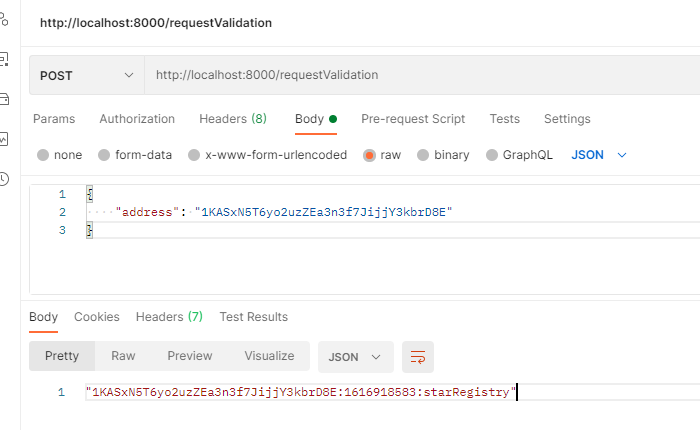 http://localhost:8000/requestValidation
POST http://localhost:8000/requestValidation
Params Authorization Headers (8) Body Pre-request Script Tests Settings
none form-data x-www-form-urlencoded raw binary GraphQL JSON
1 {
2 "address": "1KASxN5T6yo2uzZEa3n3f7JijjY3kbrD8E"
3 }
Body Cookies Headers (7) Test Results
Pretty Raw Preview Visualize JSON
1 "1KASxN5T6yo2uzZEa3n3f7JijjY3kbrD8E:1616918583:starRegistry"